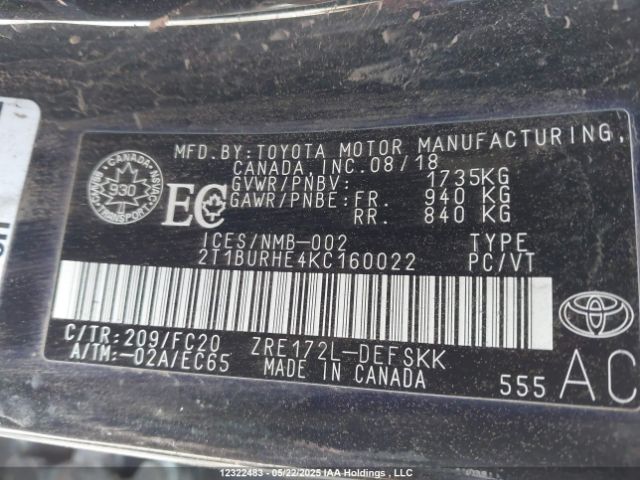 MFD.BY:TOYOTA MOTOR MANUFACTURING,
CANADA, INC.08/18
GVWR/PNBV: 1735KG
GAWR/PNBE:FR. 940 KG
RR. 840 KG
CANADA
930
TRANSPORT
EC
ICES/NMB-002 TYPE
2T1BURHE4KC160022 PC/VT
C/TR:209/FC20 ZRE172L-DEFSKK
A/TM:-02A/EC65 MADE IN CANADA
555 AC
12322483 - 05/22/2025 IAA Holdings , LLC